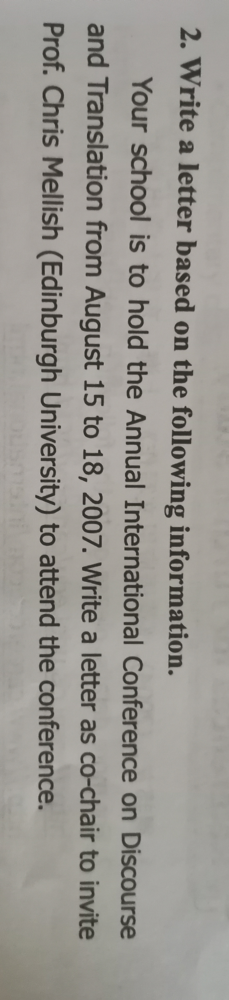 2. Write a letter based on the following information.
Your school is to hold the Annual International Conference on Discourse
and Translation from August 15 to 18, 2007. Write a letter as co-chair to invite
Prof. Chris Mellish (Edinburgh University) to attend the conference.